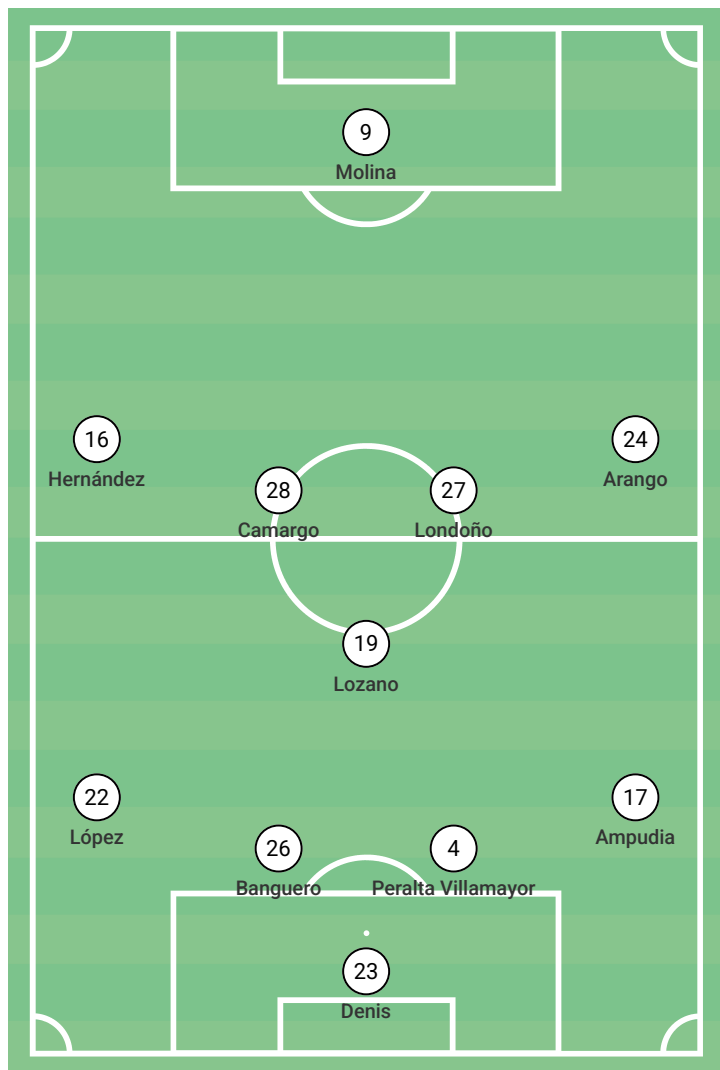 9
Molina
16
Hernández
24
Arango
28
Camargo
27
Londoño
19
Lozano
22
López
17
Ampudia
26
Banguero
4
Peralta Villamayor
23
Denis